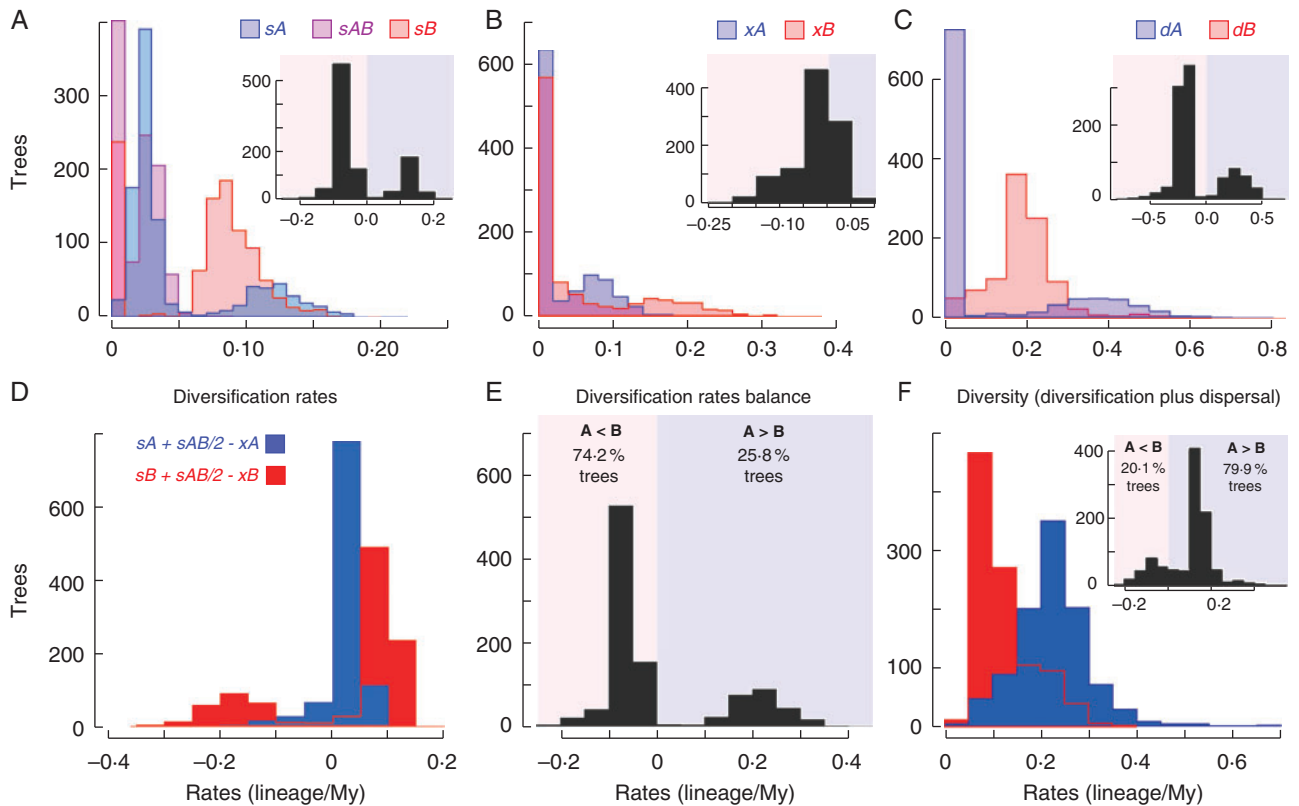 A
sA sAB sB
Trees
300
200
100
0
0 0·10 0·20
500
200
0
−0·2 0·0 0·2
B
xA xB
600
400
200
0
0 0·1 0·2 0·3 0·4
400
200
0
−0·25 −0·10 0·05
C
dA dB
600
400
200
0
0 0·2 0·4 0·6 0·8
200
0
−0·5 0·0 0·5
D
Diversification rates
sA + sAB/2 - xA
sB + sAB/2 - xB
Trees
600
400
200
0
−0·4 −0·2 0 0·2
Rates (lineage/My)
E
Diversification rates balance
A < B
74·2 %
trees
A > B
25·8 %
trees
600
400
200
0
−0·2 0 0·2 0·4
Rates (lineage/My)
F
Diversity (diversification plus dispersal)
300
100
0
0 0·2 0·4 0·6
Rates (lineage/My)
A < B
20·1 %
trees
A > B
79·9 %
trees
400
200
0
−0·2 0·2